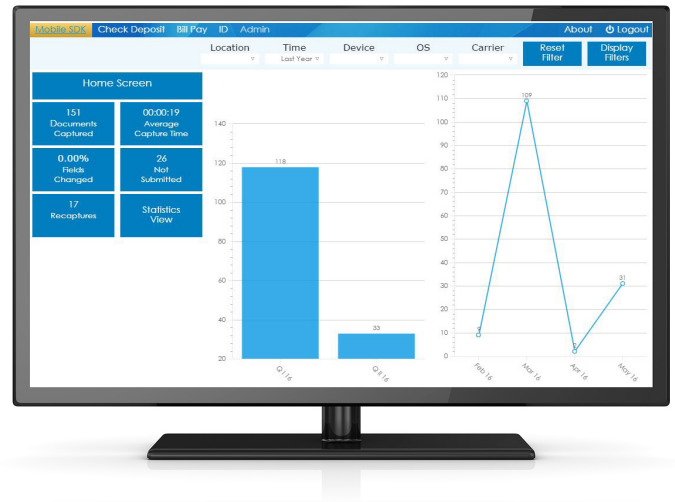 Mobile SDK Check Deposit Bill Pay ID Admin
About Logout
Location Time Device OS Carrier
Last Year
Reset
Filter
Display
Filters
Home Screen
151
Documents
Captured
00:00:19
Average
Capture Time
0.00%
Fields
Changed
26
Not
Submitted
17
Recaptures
Statistics
View
140
120
100
80
60
40
20
118
33
Q I 16
Q II 16
120
110
100
90
80
70
60
50
40
30
20
10
0
9
109
31
Feb 16
Mar 16
Apr 16
May 16